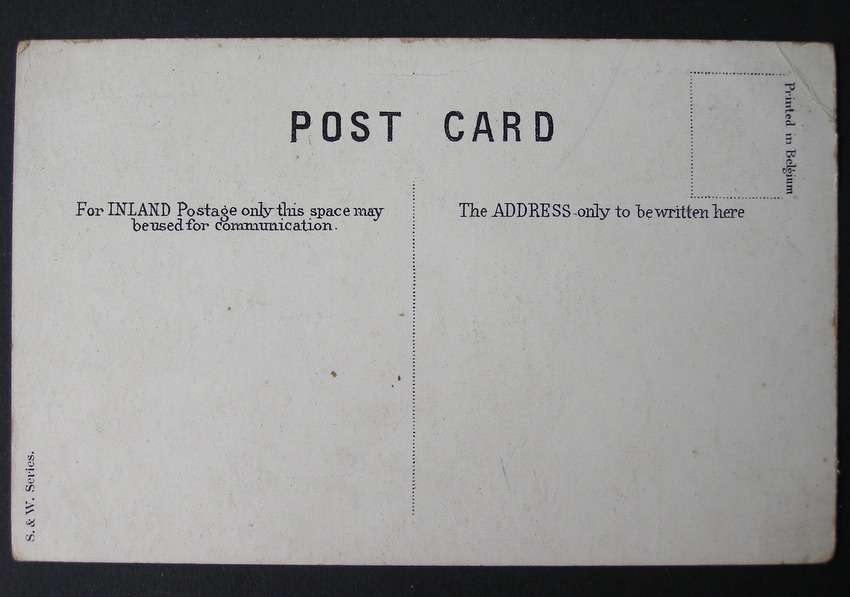 POST CARD
Printed in Belgium
For INLAND Postage only this space may
be used for communication.
The ADDRESS only to be written here
S. & W. Series.